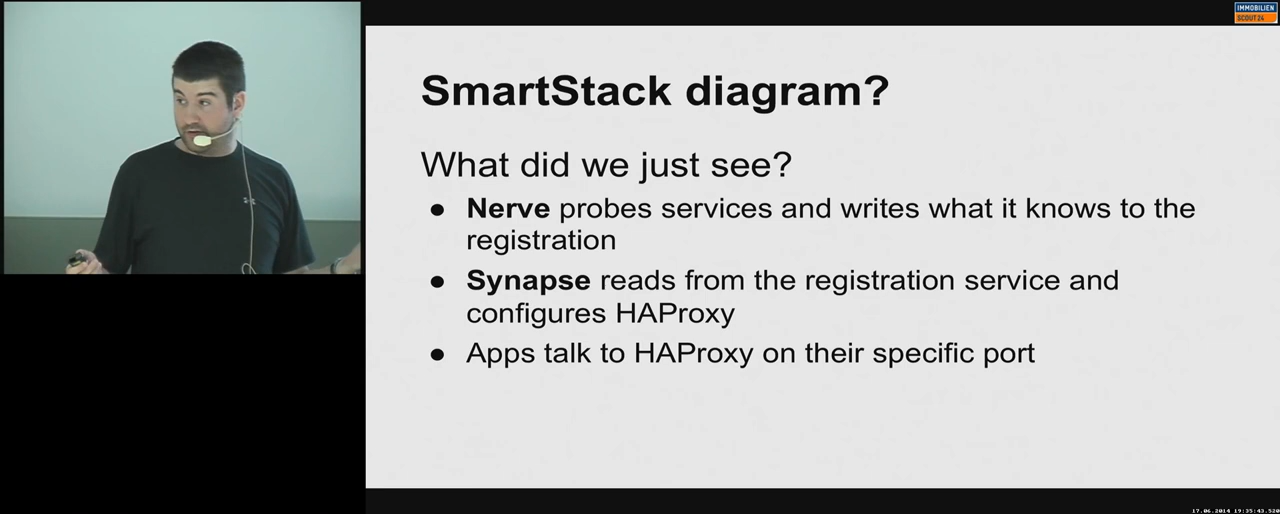 IMMOBILIEN
SCOUT24
SmartStack diagram?
What did we just see?
● Nerve probes services and writes what it knows to the
registration
● Synapse reads from the registration service and
configures HAProxy
● Apps talk to HAProxy on their specific port
17.06.2014 19:35:43.520